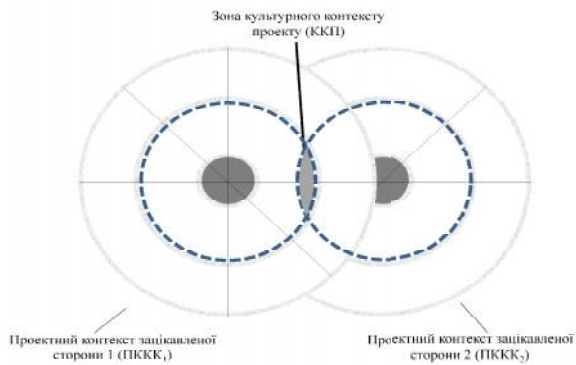 Зона культурного контексту
проекту (ККП)
Проектний контекст зацікавленої
сторони 1 (ПККК₁)
Проектний контекст зацікавленої
сторони 2 (ПККК₂)